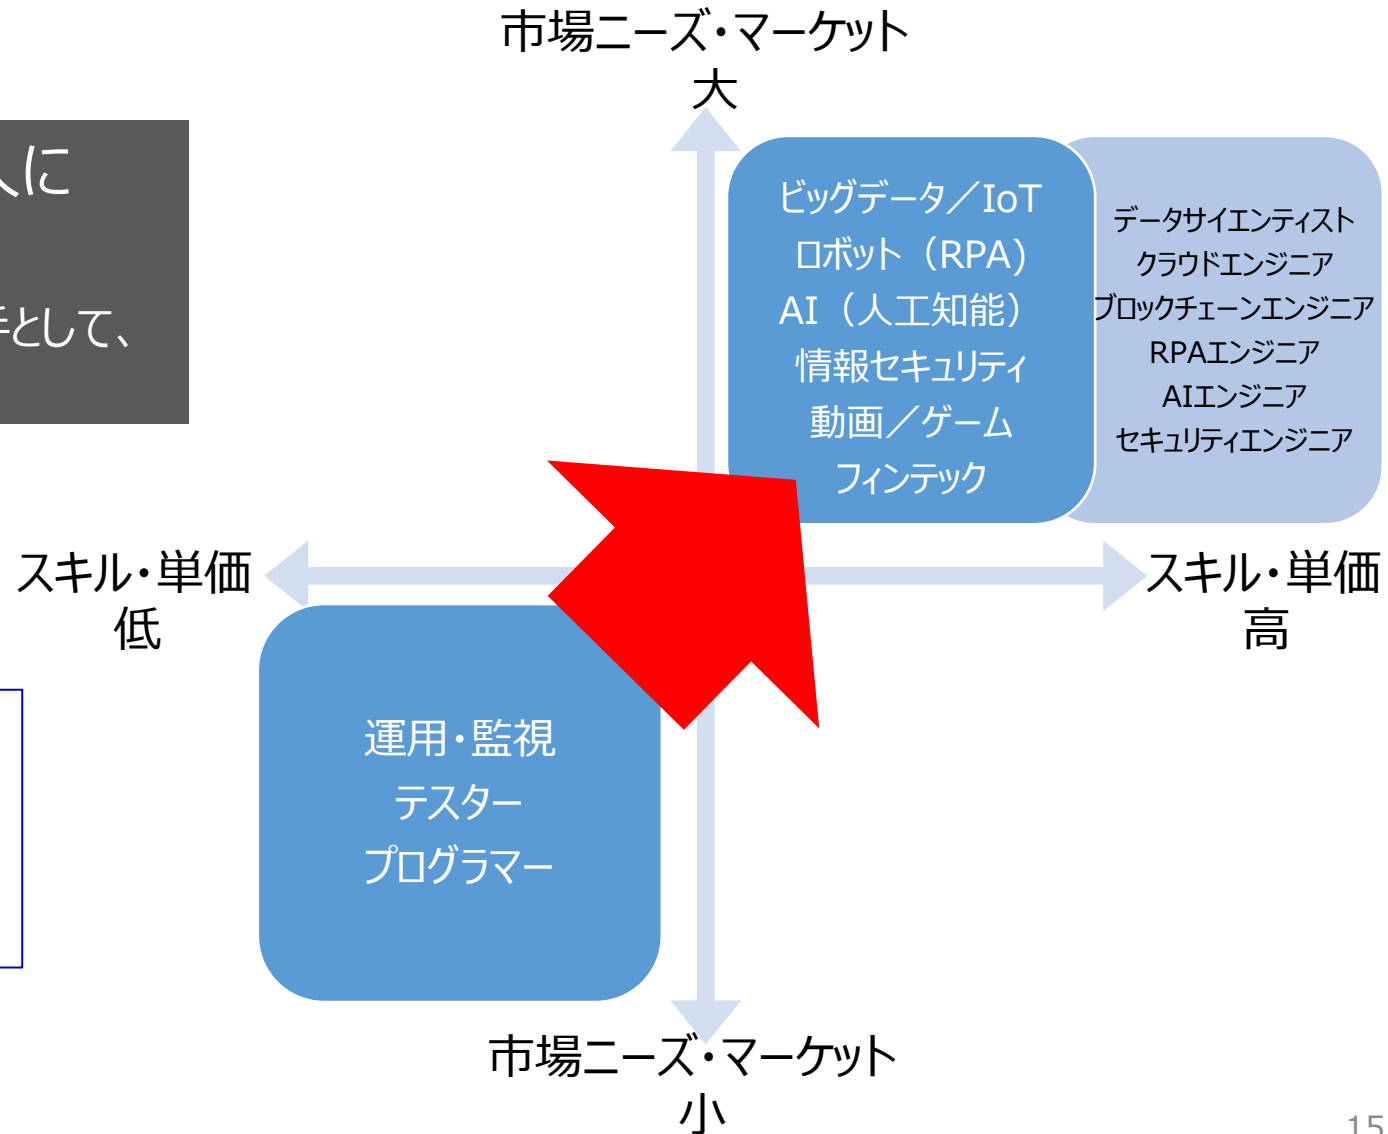 市場ニーズ・マーケット
大
人に
手として、
ビッグデータ／IoT
ロボット（RPA)
AI（人工知能）
情報セキュリティ
動画／ゲーム
フィンテック
データサイエンティスト
クラウドエンジニア
ブロックチェーンエンジニア
RPAエンジニア
AIエンジニア
セキュリティエンジニア
スキル・単価
低
スキル・単価
高
運用・監視
テスター
プログラマー
市場ニーズ・マーケット
小
15